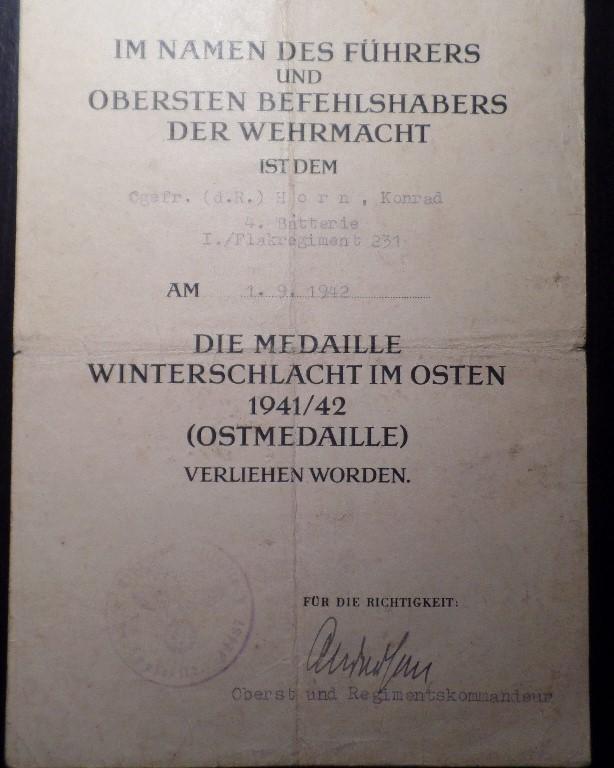 IM NAMEN DES FÜHRERS
UND
OBERSTEN BEFEHLSHABERS
DER WEHRMACHT
IST DEM
Ogefr. (d.R.) H o r n , Konrad
4. Batterie
I./Flakregiment 231
AM 1. 9. 1942
DIE MEDAILLE
WINTERSCHLACHT IM OSTEN
1941/42
(OSTMEDAILLE)
VERLIEHEN WORDEN.
FÜR DIE RICHTIGKEIT:
Oberst und Regimentskommandeur